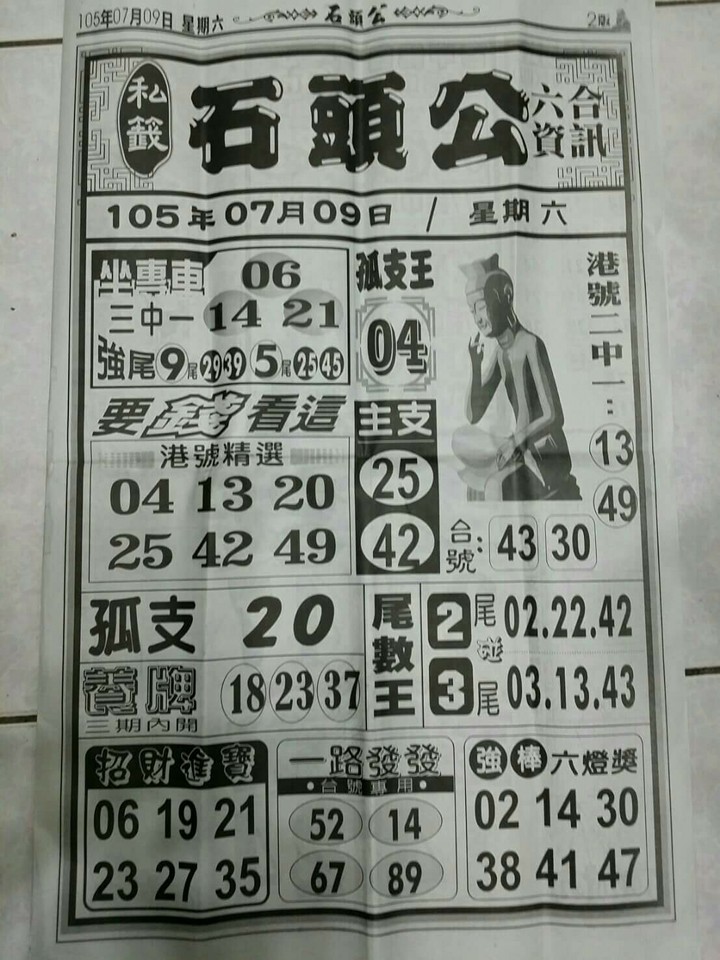 105年07月09日 星期六
石頭公
2版
私籤
石頭公
六合
資訊
105年07月09日 / 星期六
坐專車 06
三中一 14 21
強尾 9尾 29 39 5尾 25 45
孤支王
04
港號二中一:
13
49
要錢看這
港號精選
04 13 20
25 42 49
主支
25
42
台號: 43 30
孤支 20
養牌 18 23 37
三期內開
尾數王
2尾 02.22.42
碰
3尾 03.13.43
招財進寶
06 19 21
23 27 35
一路發發
•台號專用•
52 14
67 89
強棒六燈獎
02 14 30
38 41 47